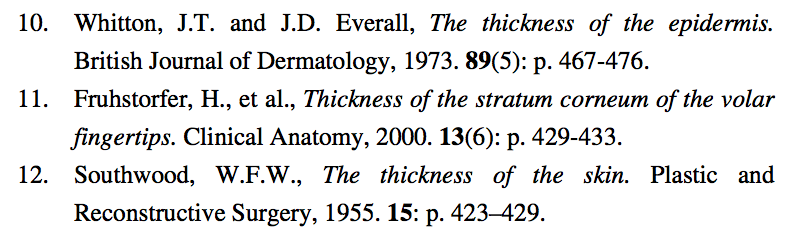 10. Whitton, J.T. and J.D. Everall, The thickness of the epidermis.
British Journal of Dermatology, 1973. 89(5): p. 467-476.
11. Fruhstorfer, H., et al., Thickness of the stratum corneum of the volar
fingertips. Clinical Anatomy, 2000. 13(6): p. 429-433.
12. Southwood, W.F.W., The thickness of the skin. Plastic and
Reconstructive Surgery, 1955. 15: p. 423–429.